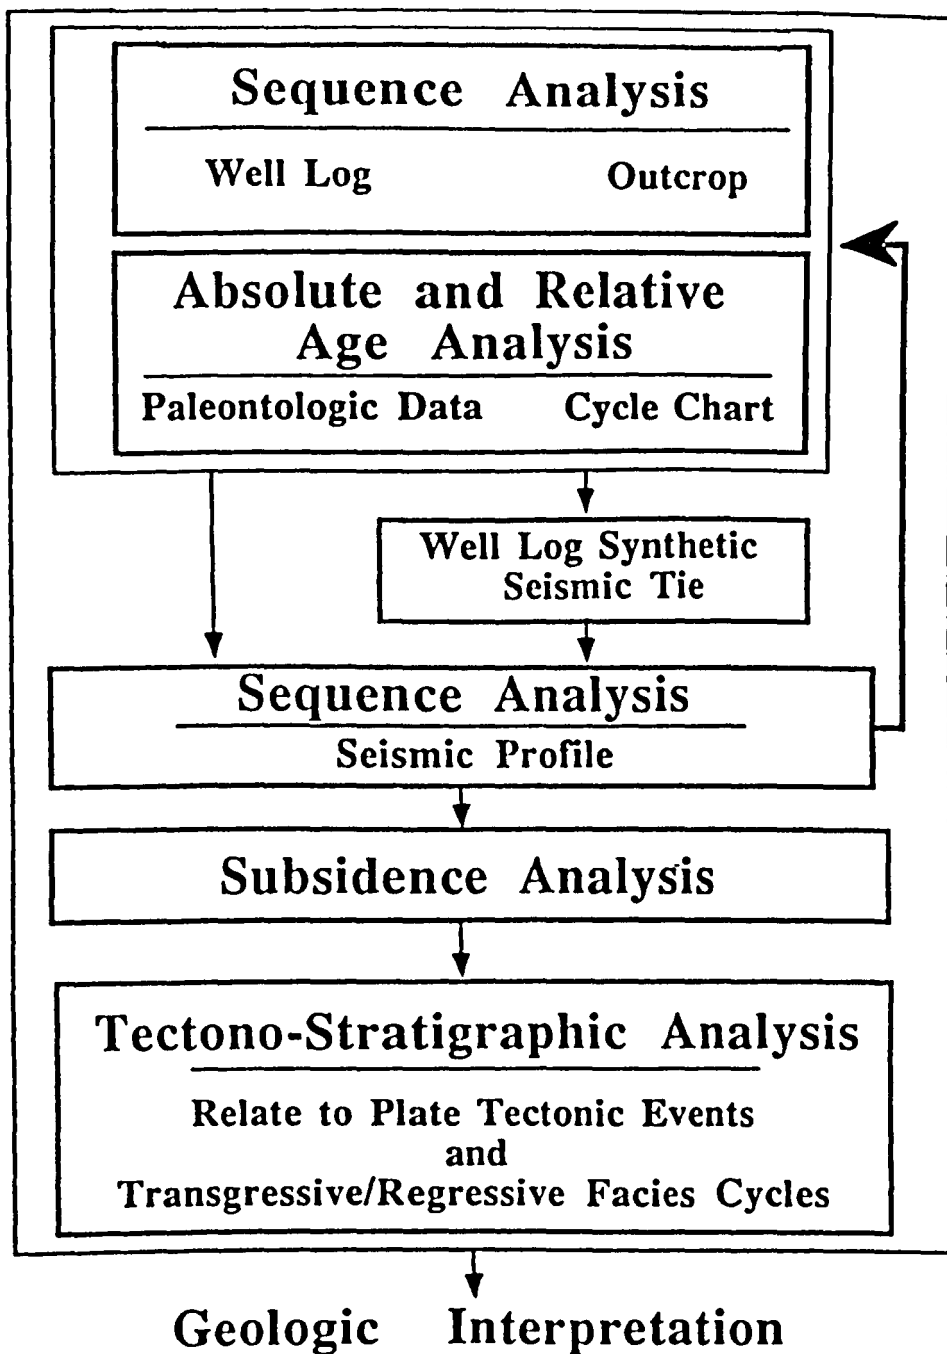 Sequence Analysis
Well Log Outcrop
Absolute and Relative
Age Analysis
Paleontologic Data Cycle Chart
Well Log Synthetic
Seismic Tie
Sequence Analysis
Seismic Profile
Subsidence Analysis
Tectono-Stratigraphic Analysis
Relate to Plate Tectonic Events
and
Transgressive/Regressive Facies Cycles
Geologic Interpretation